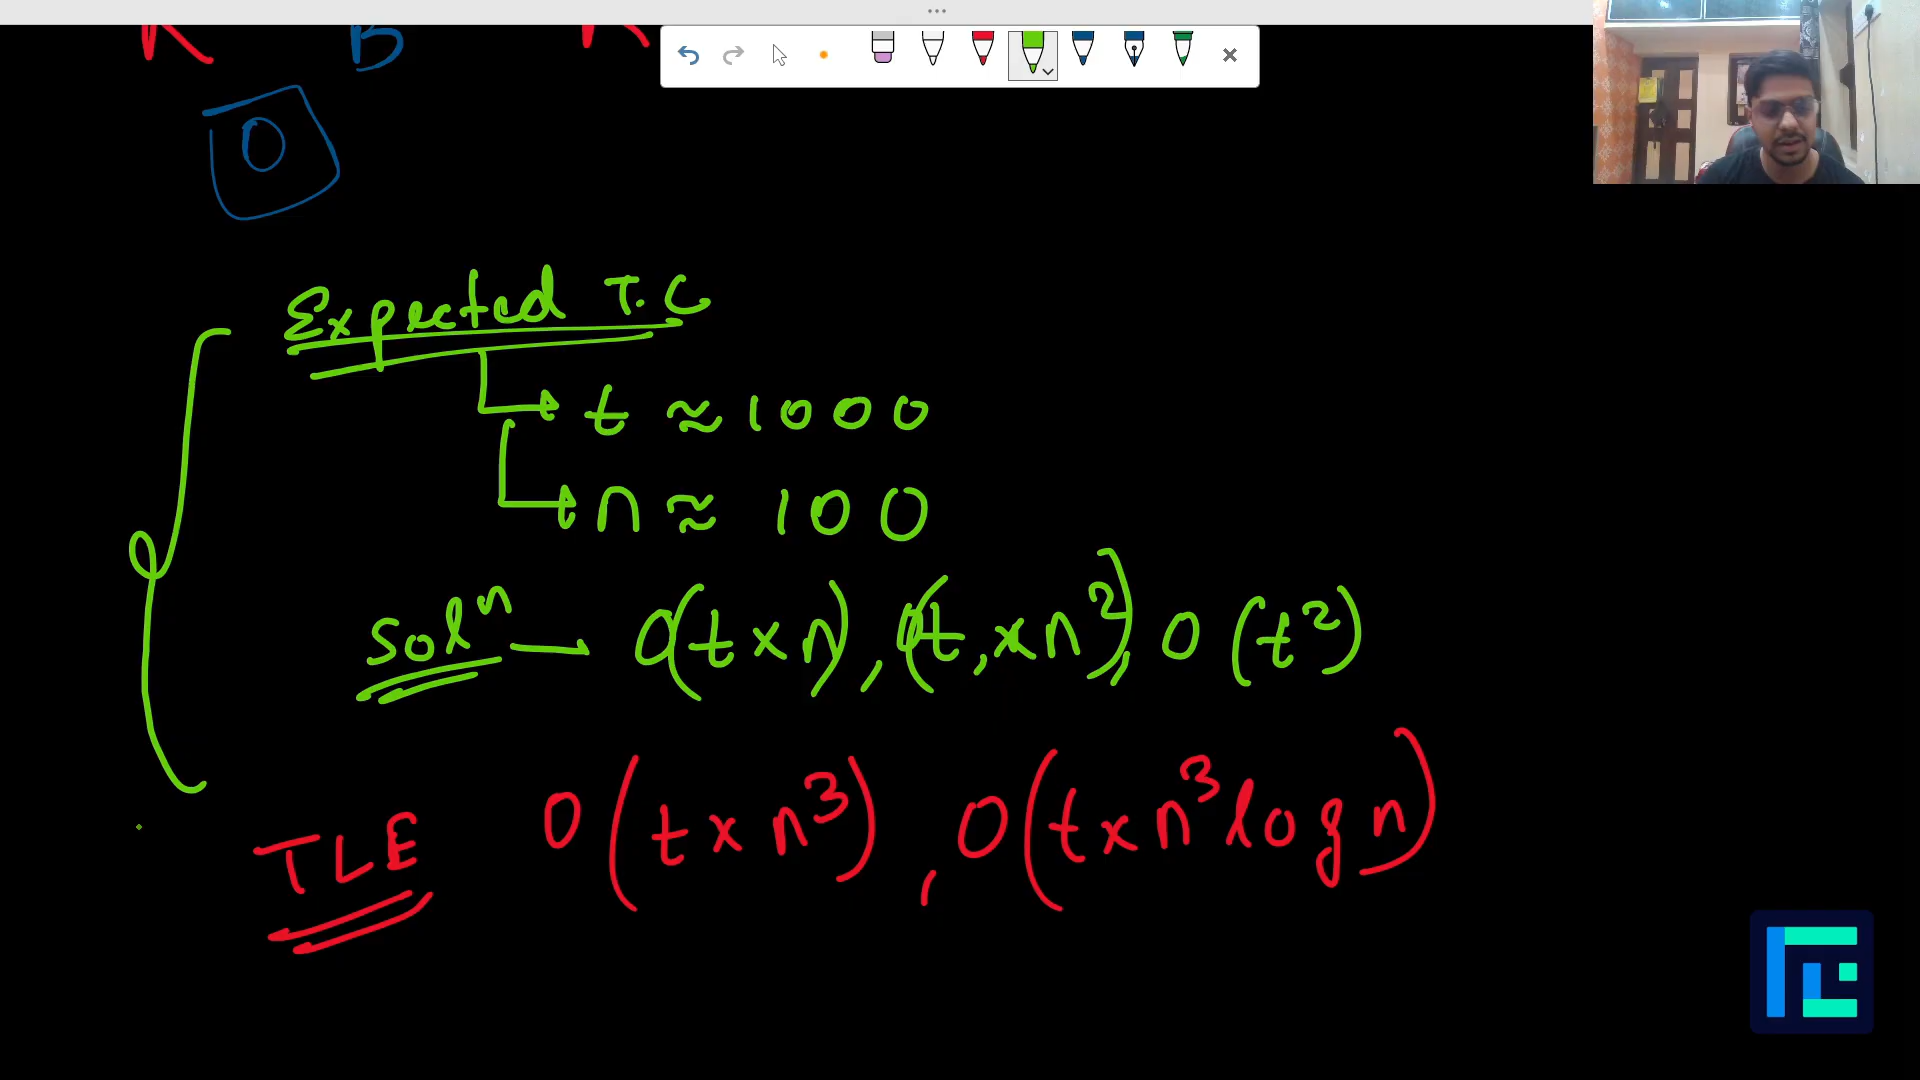 R B R
0
Expected T.C
t ≈ 1000
n ≈ 100
Solⁿ → O(t×n), O(t×n²), O(t²)
TLE O(t×n³), O(t×n³logn)